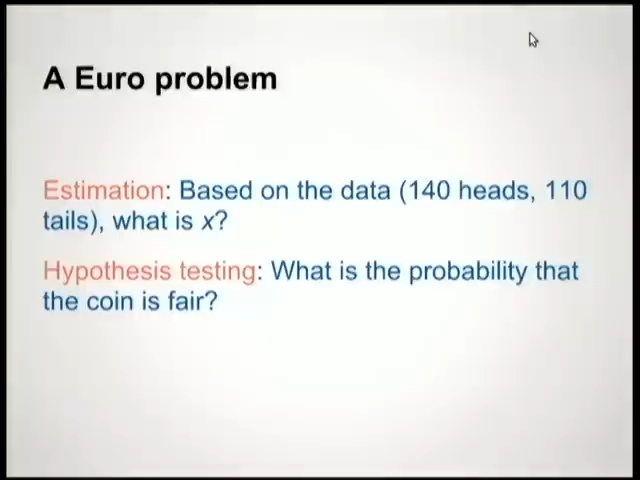 A Euro problem
Estimation: Based on the data (140 heads, 110
tails), what is x?
Hypothesis testing: What is the probability that
the coin is fair?